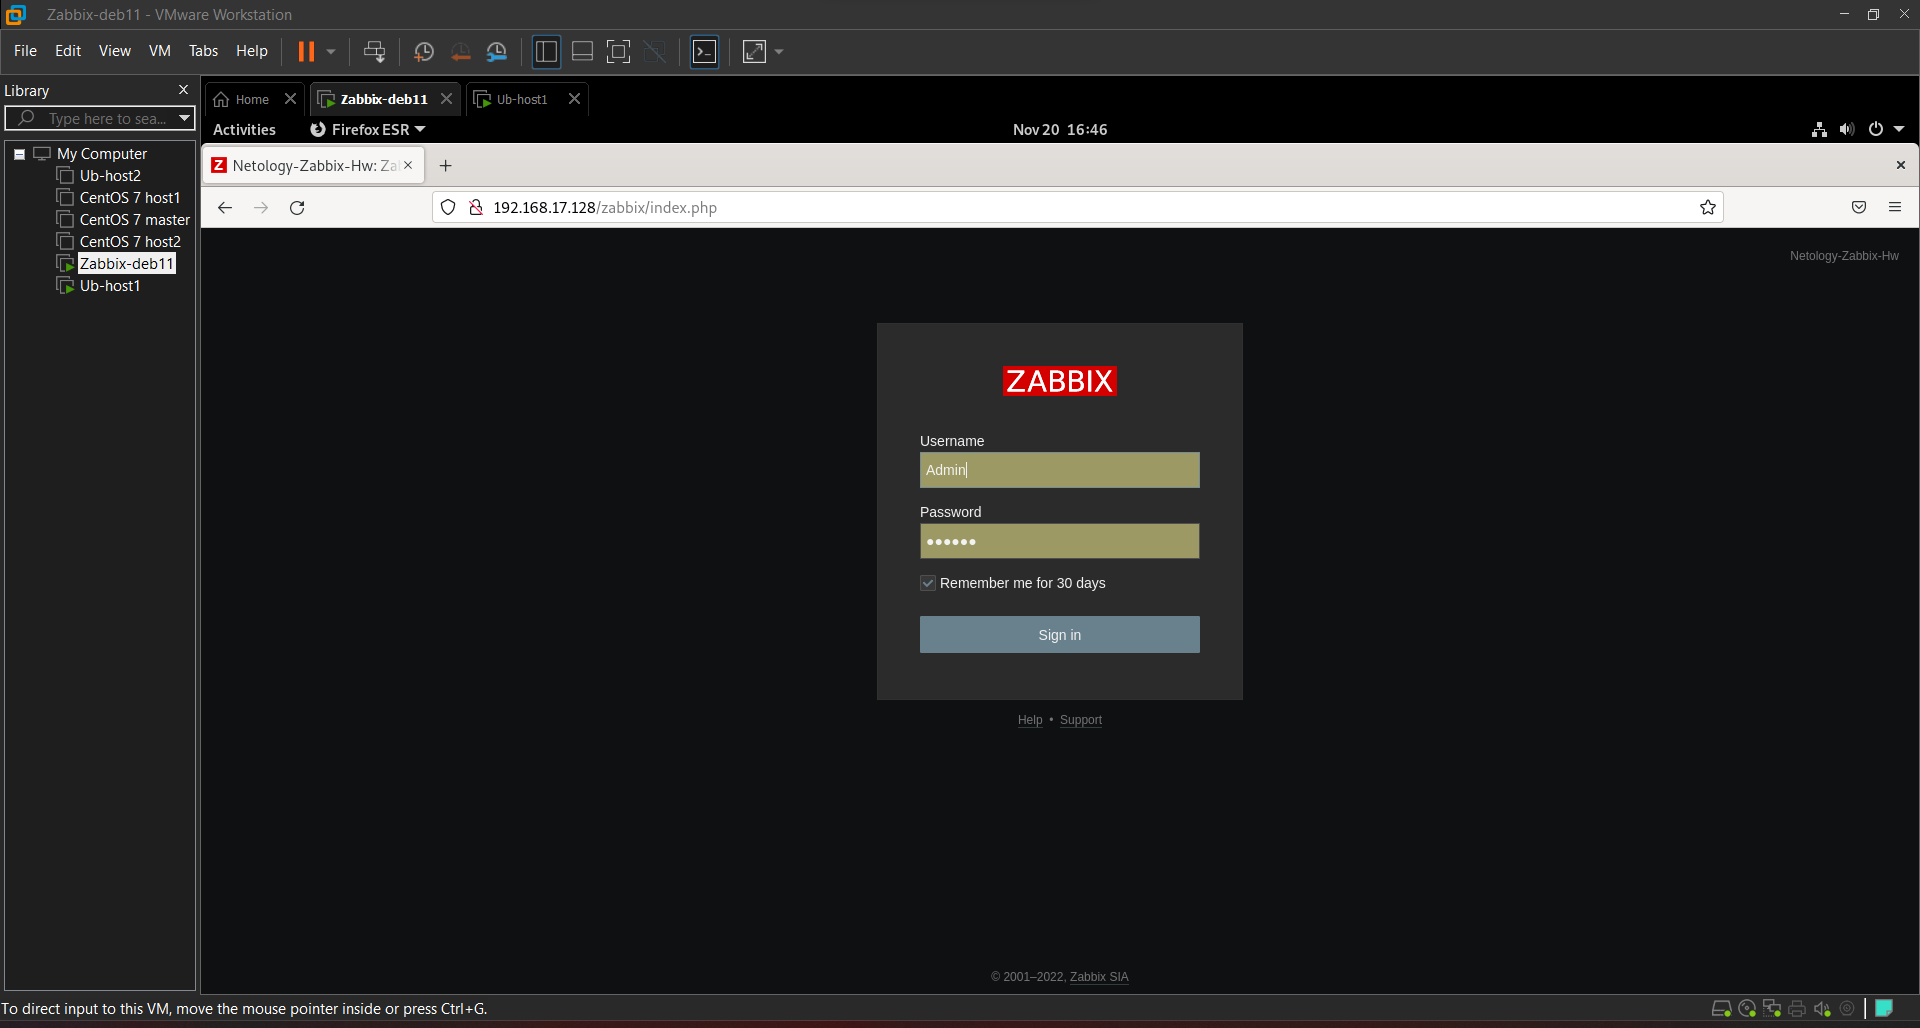 Zabbix-deb11 - VMware Workstation
File Edit View VM Tabs Help
Library
Type here to sea...
My Computer
Ub-host2
CentOS 7 host1
CentOS 7 master
CentOS 7 host2
Zabbix-deb11
Ub-host1
Home Zabbix-deb11 Ub-host1
Activities Firefox ESR Nov 20 16:46
Z Netology-Zabbix-Hw: Za
192.168.17.128/zabbix/index.php
Netology-Zabbix-Hw
ZABBIX
Username
Admin
Password
••••••
Remember me for 30 days
Sign in
Help • Support
© 2001–2022, Zabbix SIA
To direct input to this VM, move the mouse pointer inside or press Ctrl+G.